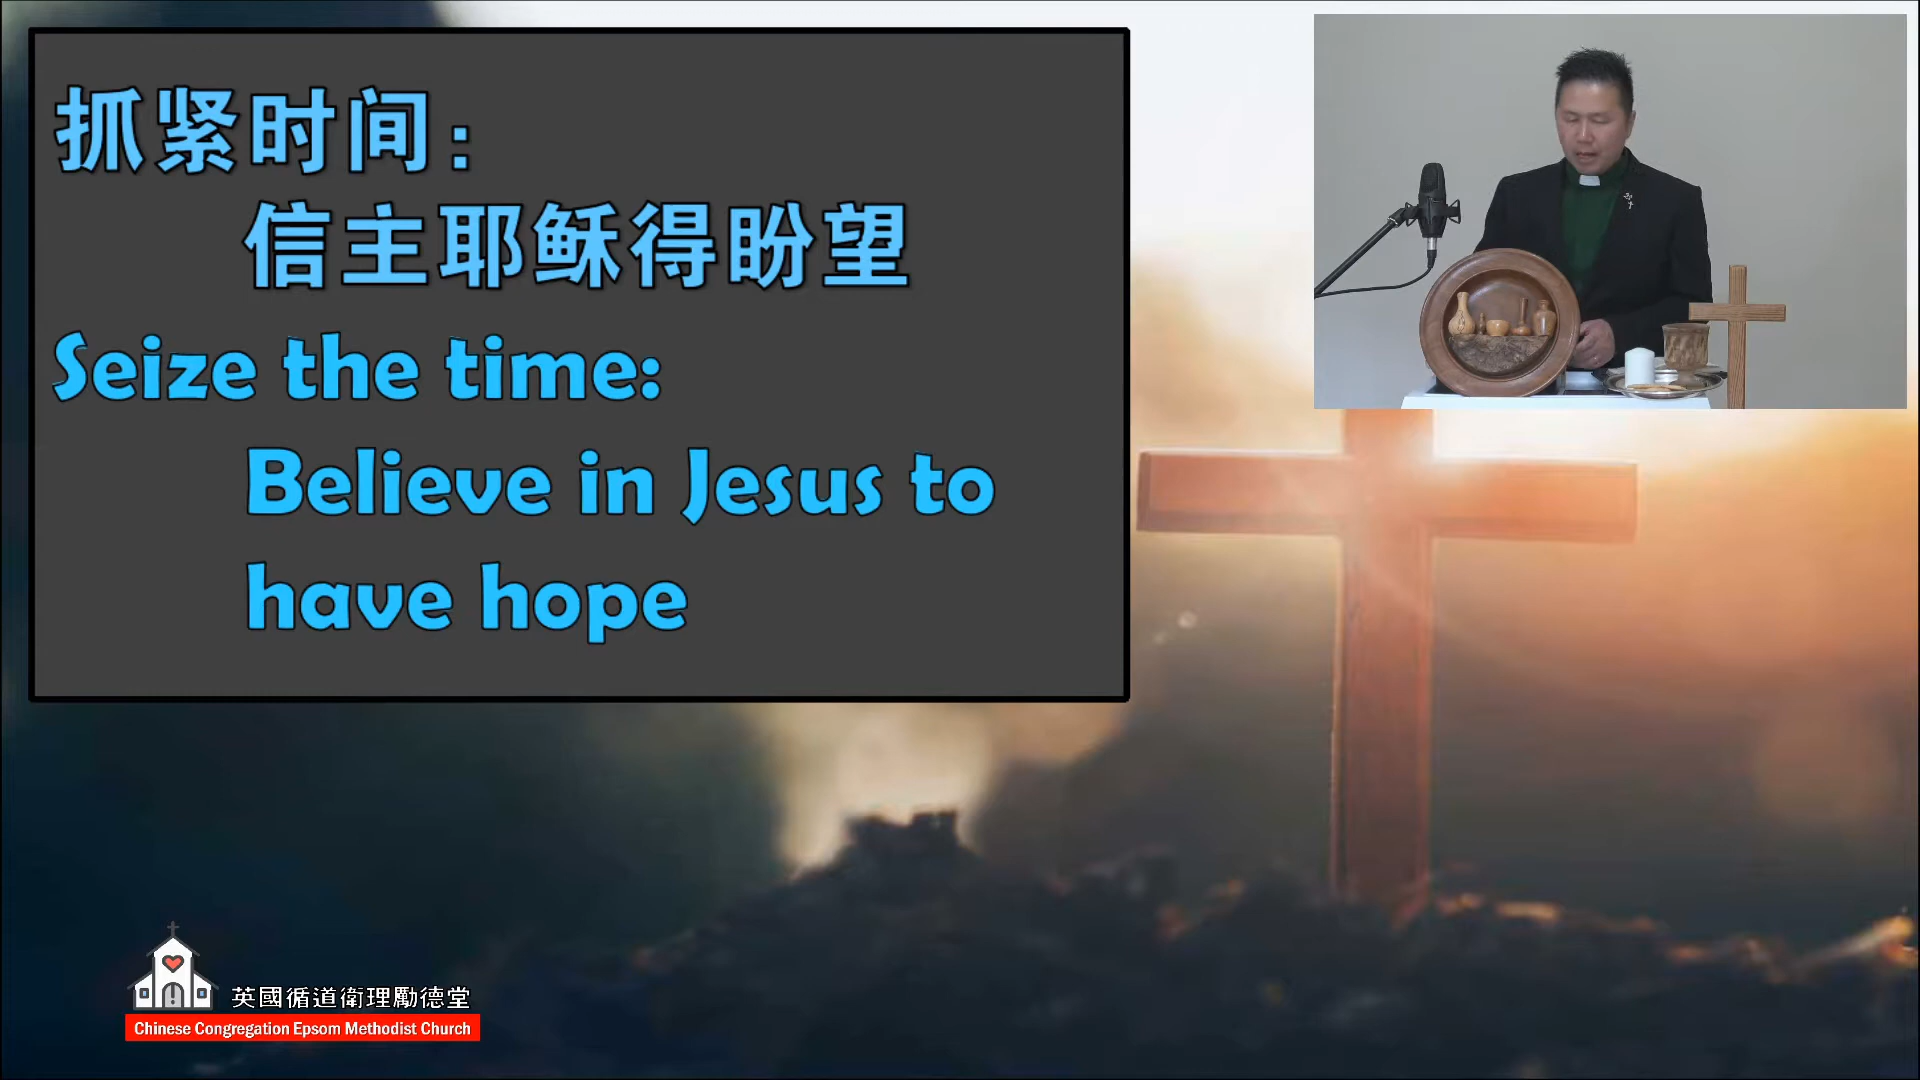 抓紧时间：
信主耶稣得盼望
Seize the time:
Believe in Jesus to
have hope
英國循道衛理勵德堂
Chinese Congregation Epsom Methodist Church